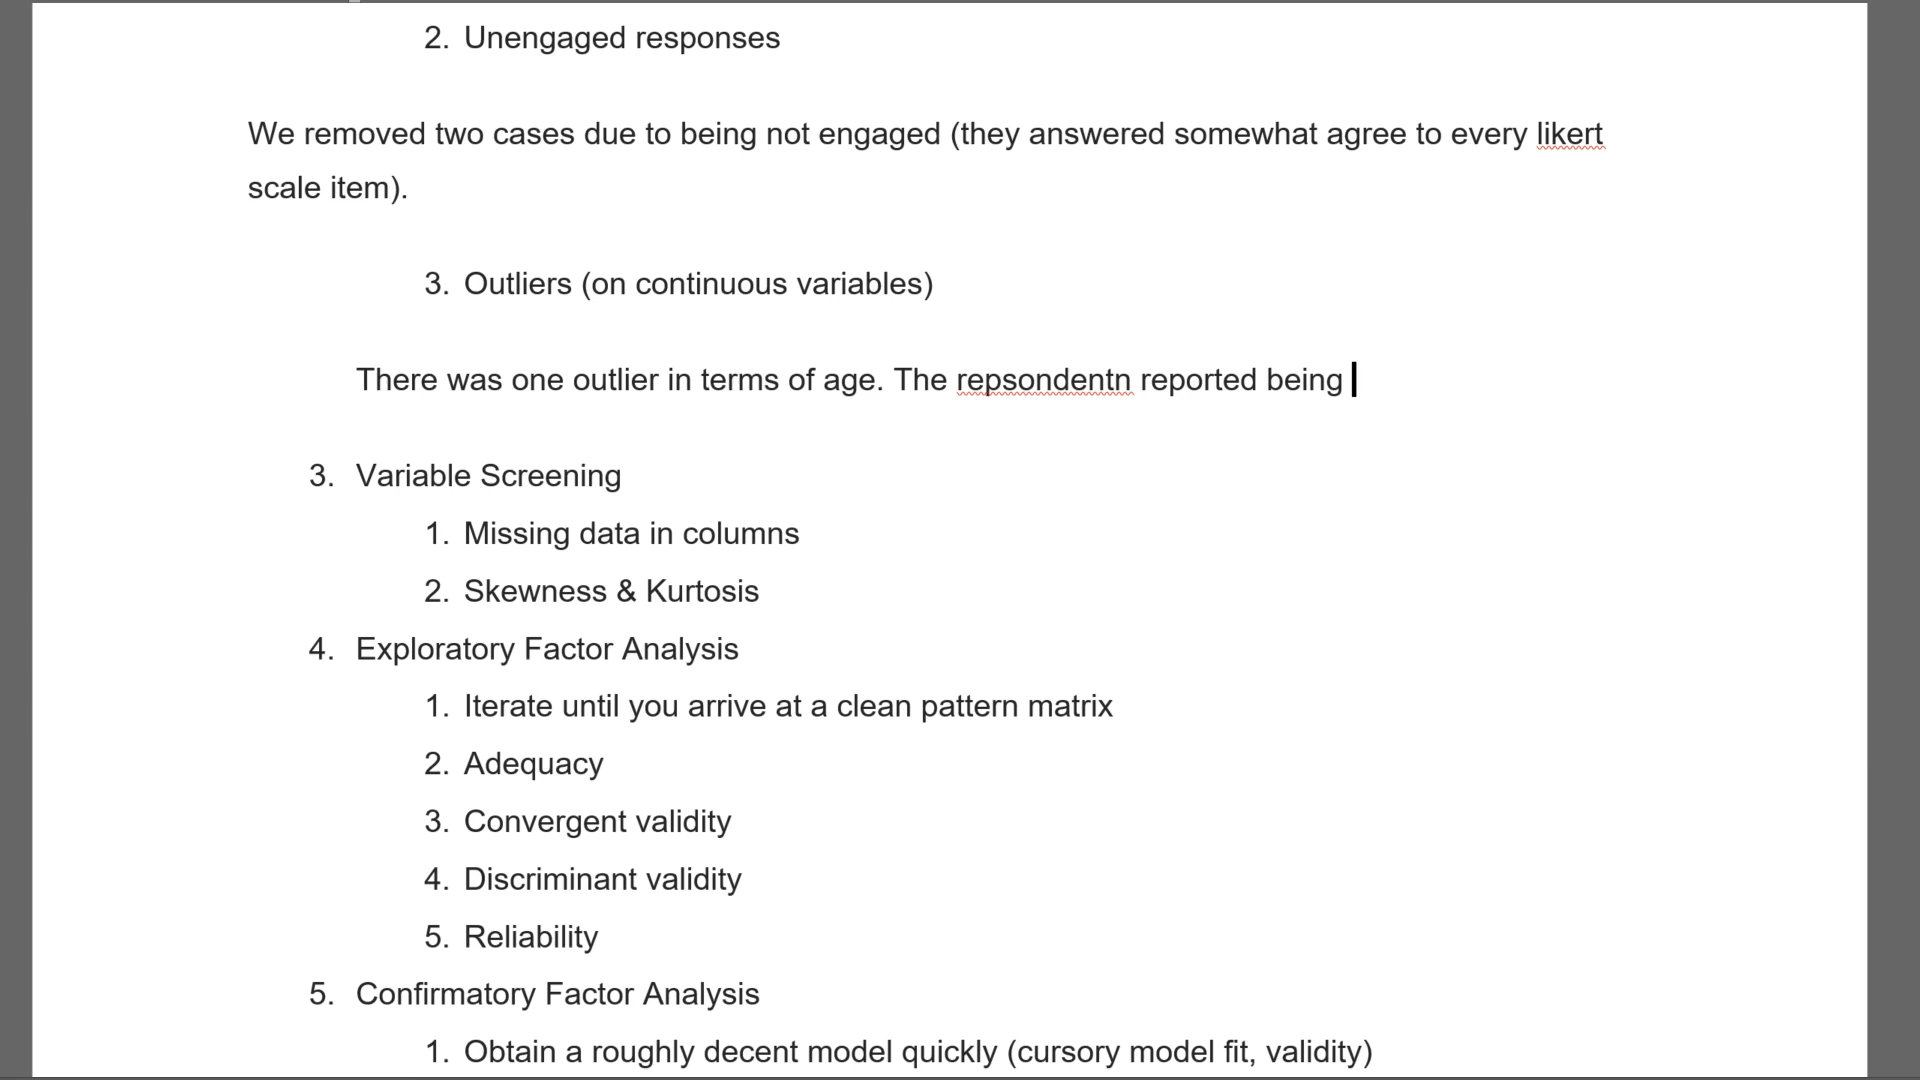 2. Unengaged responses
We removed two cases due to being not engaged (they answered somewhat agree to every likert
scale item).
3. Outliers (on continuous variables)
There was one outlier in terms of age. The repsondentn reported being
3. Variable Screening
1. Missing data in columns
2. Skewness & Kurtosis
4. Exploratory Factor Analysis
1. Iterate until you arrive at a clean pattern matrix
2. Adequacy
3. Convergent validity
4. Discriminant validity
5. Reliability
5. Confirmatory Factor Analysis
1. Obtain a roughly decent model quickly (cursory model fit, validity)